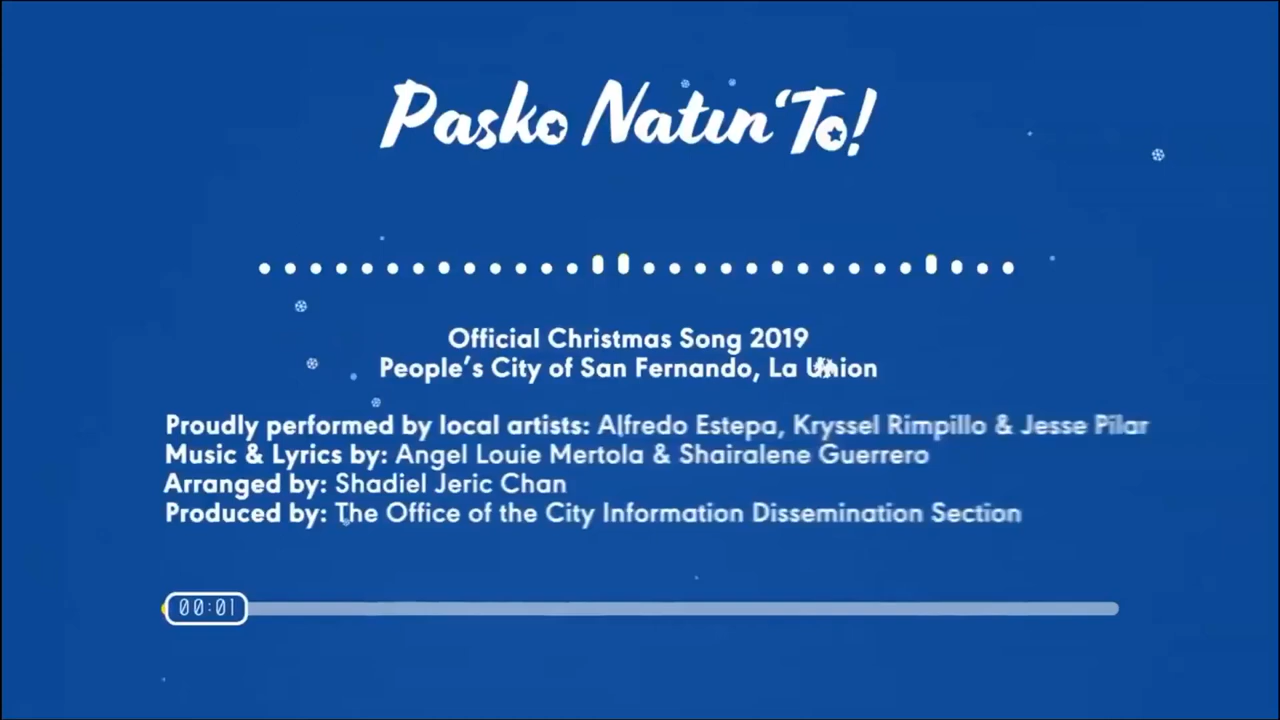 Pasko Natin 'To!
Official Christmas Song 2019
People's City of San Fernando, La Union
Proudly performed by local artists: Alfredo Estepa, Kryssel Rimpillo & Jesse Pilar
Music & Lyrics by: Angel Louie Mertola & Shairalene Guerrero
Arranged by: Shadiel Jeric Chan
Produced by: The Office of the City Information Dissemination Section
00:01